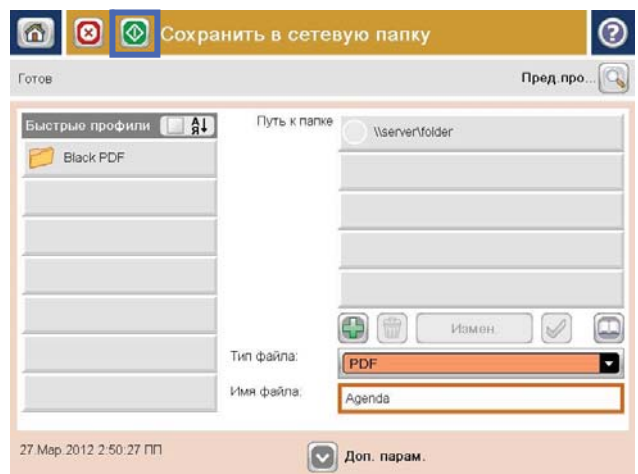 Сохранить в сетевую папку
Готов
Пред.про...
Быстрые профили
АЯ
Black PDF
Путь к папке
\\server\folder
Измен.
Тип файла:
PDF
Имя файла:
Agenda
27.Мар.2012 2:50:27 ПП
Доп. парам.